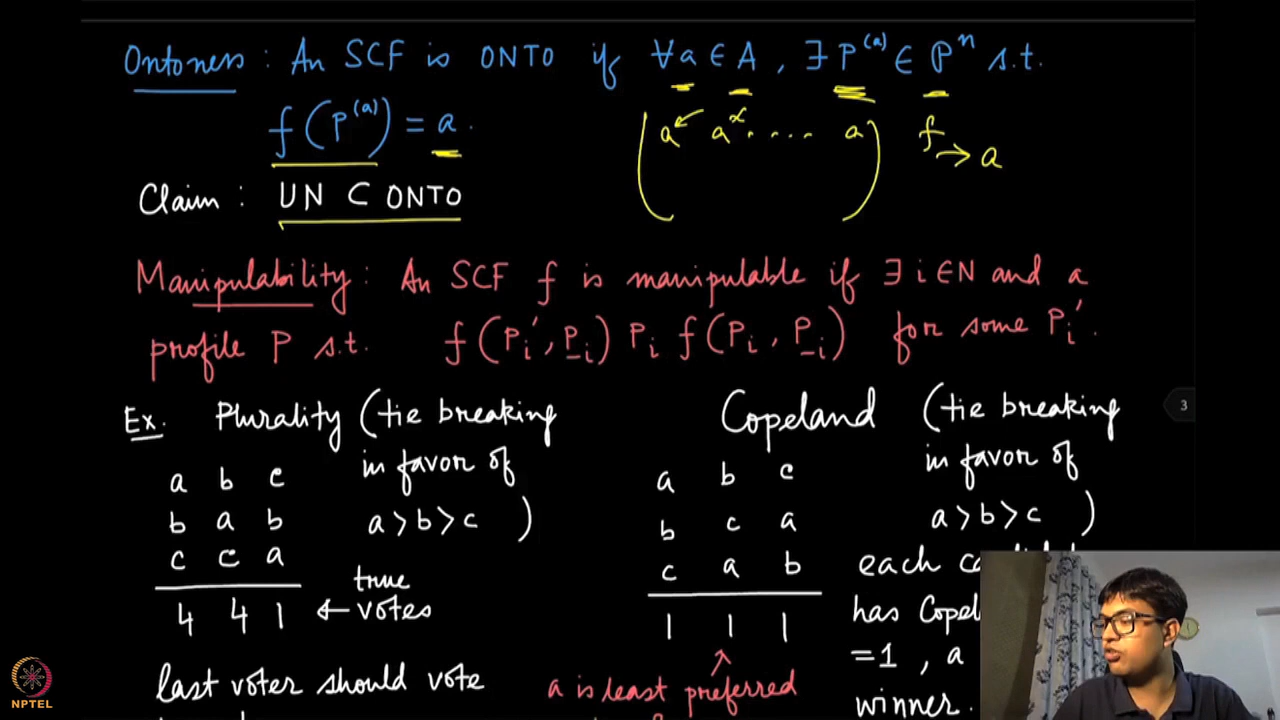 Ontoness : An SCF is ONTO if ∀a ∈ A , ∃ P^(a) ∈ P^n s.t.
f(P^(a)) = a .
( a a^x . . . . a ) f → a
Claim : UN ⊂ ONTO
Manipulability : An SCF f is manipulable if ∃ i ∈ N and a
profile P s.t. f(P_i', P_-i) P_i f(P_i, P_-i) for some P_i'.
Ex. Plurality (tie breaking
in favor of
a > b > c )
a b c
b a b
c c a
4 4 1 ← true votes
last voter should vote
Copeland (tie breaking
in favor of
a > b > c )
a b c
b c a
c a b
1 1 1
a is least preferred
each
has Cope
= 1 , a
winner.
3
NPTEL